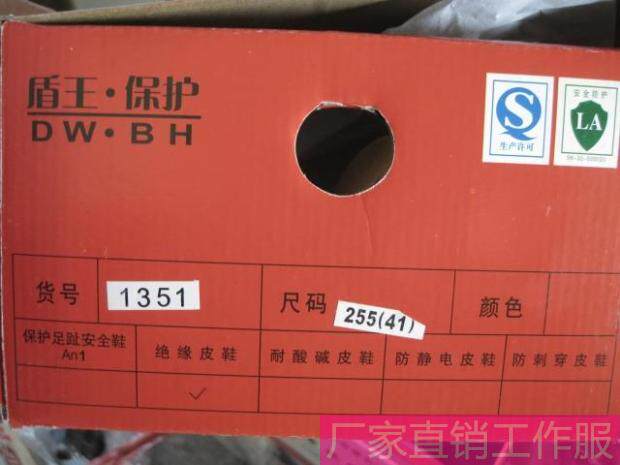 盾王·保护
DW·BH
QS
生产许可
安全防护
LA
货号
1351
尺码
255(41)
颜色
保护足趾安全鞋
An1
绝缘皮鞋
✓
耐酸碱皮鞋
防静电皮鞋
防刺穿皮鞋
厂家直销工作服